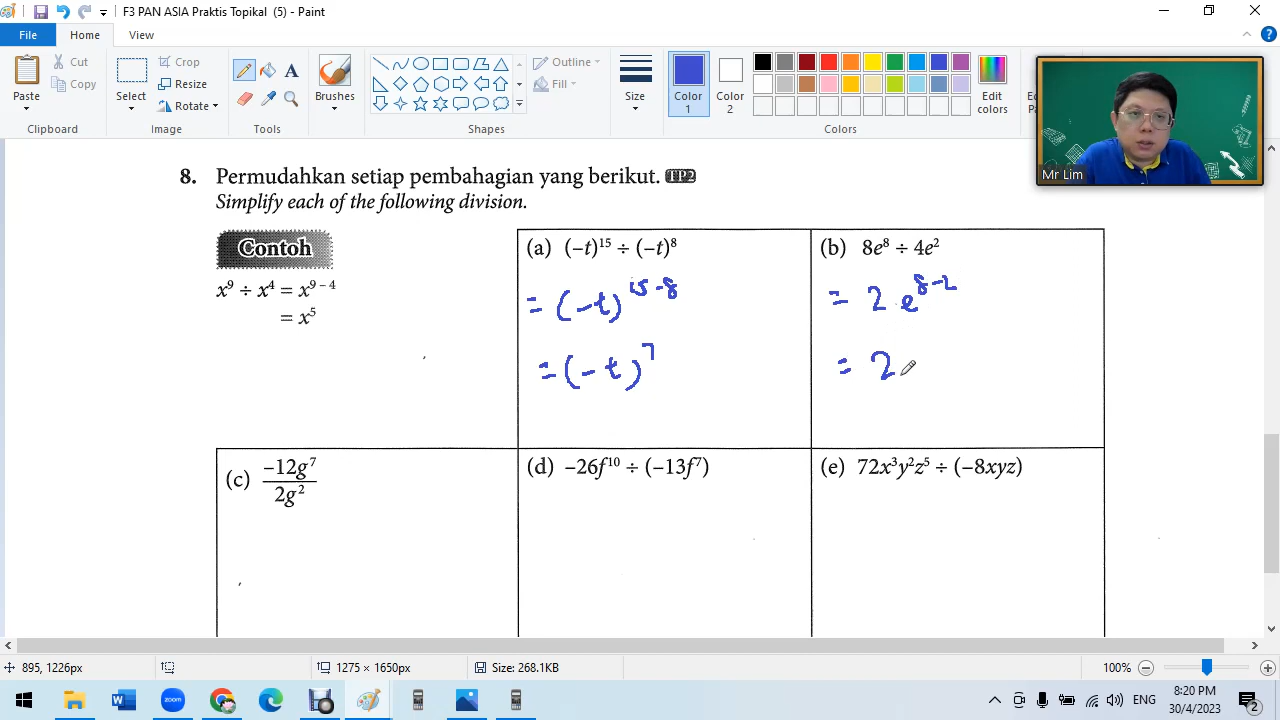 F3 PAN ASIA Praktis Topikal (5) - Paint
File Home View
Paste
Cut
Copy
Clipboard
Select
Crop
Resize
Rotate
Image
Tools
Brushes
Outline
Fill
Shapes
Size
Color 1
Color 2
Edit colors
Colors
Mr Lim
8. Permudahkan setiap pembahagian yang berikut. TP2
Simplify each of the following division.
Contoh
x⁹ ÷ x⁴ = x⁹⁻⁴
= x⁵
(a) (–t)¹⁵ ÷ (–t)⁸
= (-t)¹⁵⁻⁸
= (-t)⁷
(b) 8e⁸ ÷ 4e²
= 2 e⁸⁻²
= 2
(c) –12g⁷
2g²
(d) –26f¹⁰ ÷ (–13f⁷)
(e) 72x³y²z⁵ ÷ (–8xyz)
895, 1226px 1275 × 1650px Size: 268.1KB 100%
zoom
ENG
8:20 PM
30/4/2023
2